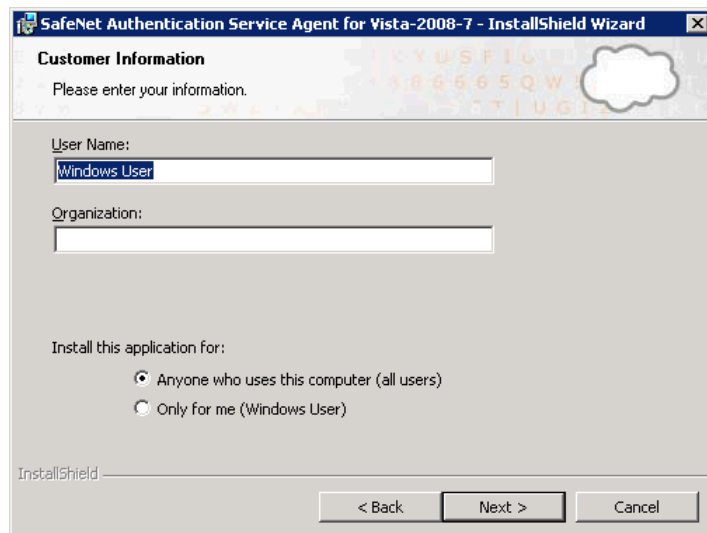 SafeNet Authentication Service Agent for Vista-2008-7 - InstallShield Wizard
Customer Information
Please enter your information.
User Name:
Windows User
Organization:
Install this application for:
Anyone who uses this computer (all users)
Only for me (Windows User)
InstallShield
< Back
Next >
Cancel